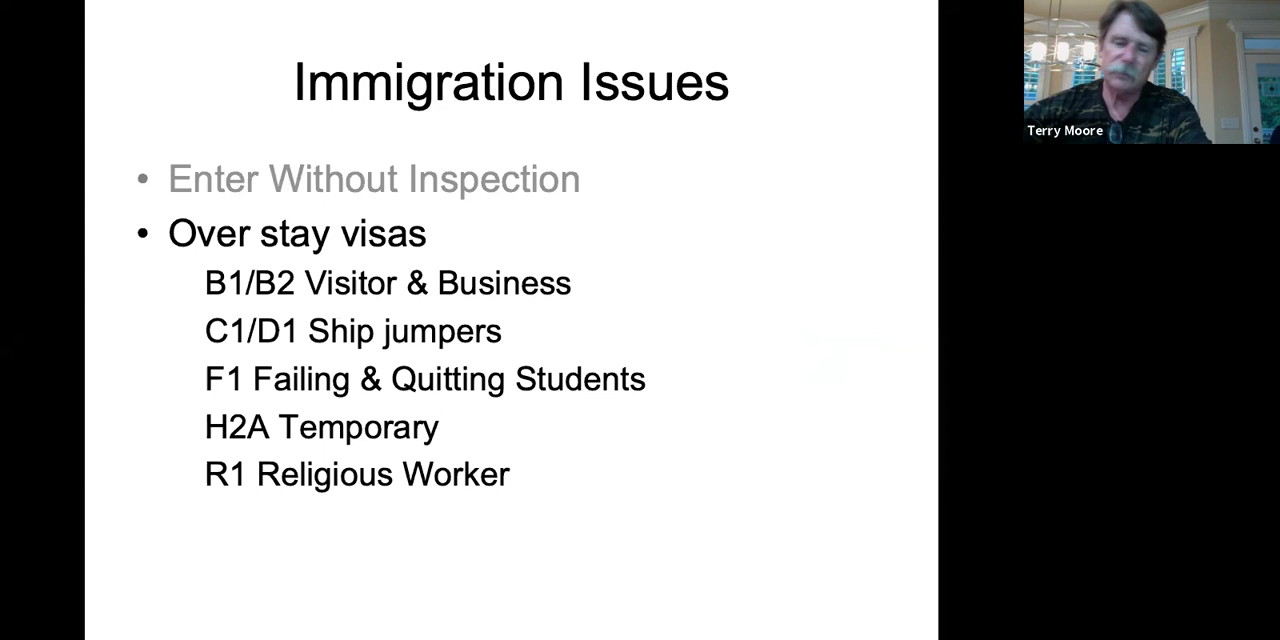 Immigration Issues
• Enter Without Inspection
• Over stay visas
B1/B2 Visitor & Business
C1/D1 Ship jumpers
F1 Failing & Quitting Students
H2A Temporary
R1 Religious Worker
Terry Moore